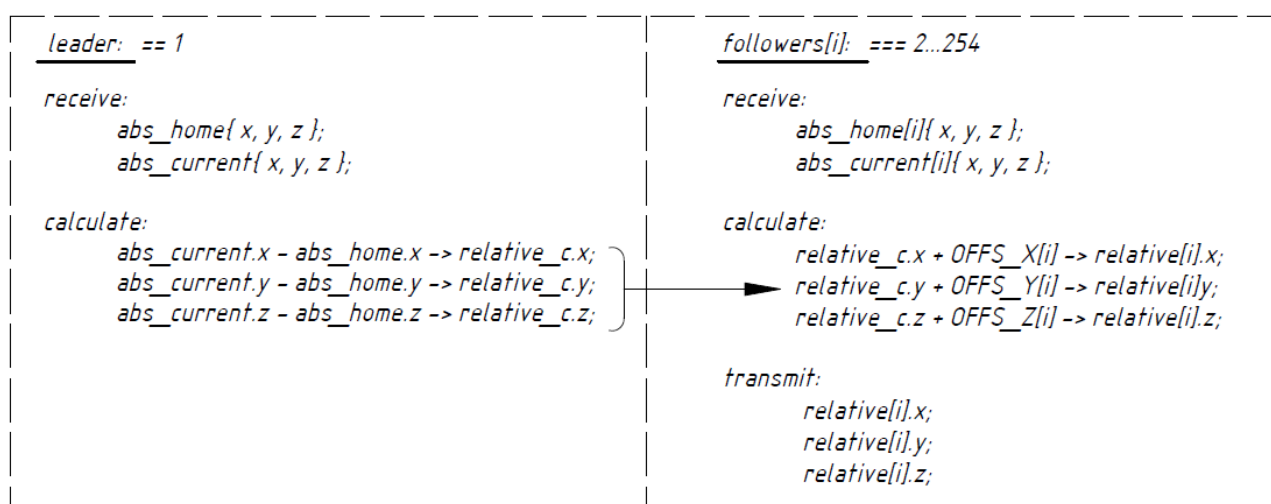 leader: == 1
receive:
abs_home{ x, y, z };
abs_current{ x, y, z };
calculate:
abs_current.x - abs_home.x -> relative_c.x;
abs_current.y - abs_home.y -> relative_c.y;
abs_current.z - abs_home.z -> relative_c.z;
followers[i]: === 2...254
receive:
abs_home[i]{ x, y, z };
abs_current[i]{ x, y, z };
calculate:
relative_c.x + OFFS_X[i] -> relative[i].x;
relative_c.y + OFFS_Y[i] -> relative[i]y;
relative_c.z + OFFS_Z[i] -> relative[i].z;
transmit:
relative[i].x;
relative[i].y;
relative[i].z;